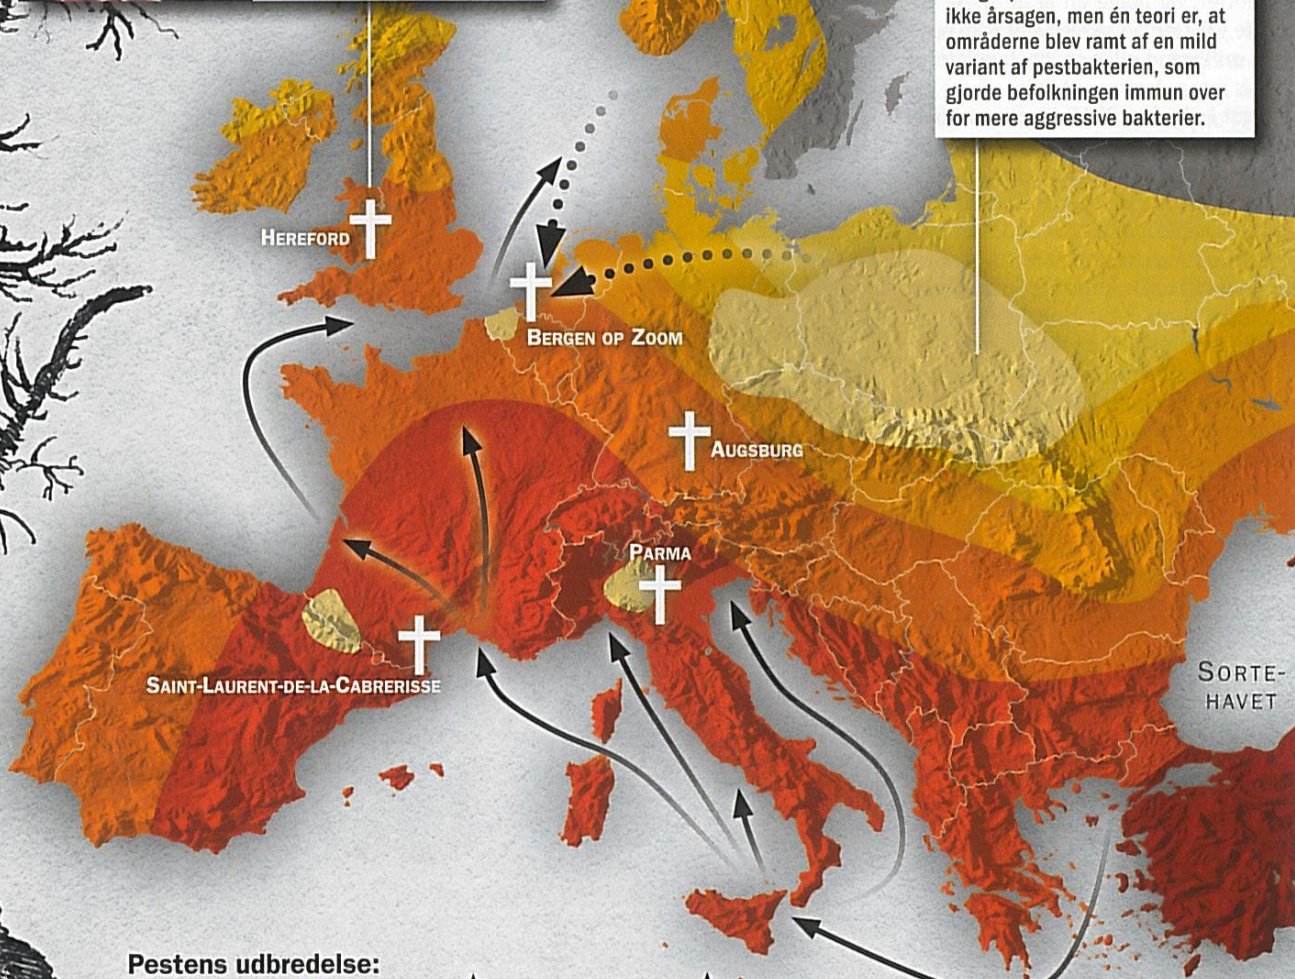 ikke årsagen, men én teori er, at
områderne blev ramt af en mild
variant af pestbakterien, som
gjorde befolkningen immun over
for mere aggressive bakterier.
HEREFORD
BERGEN OP ZOOM
AUGSBURG
PARMA
SAINT-LAURENT-DE-LA-CABRERISSE
SORTE-
HAVET
Pestens udbredelse: